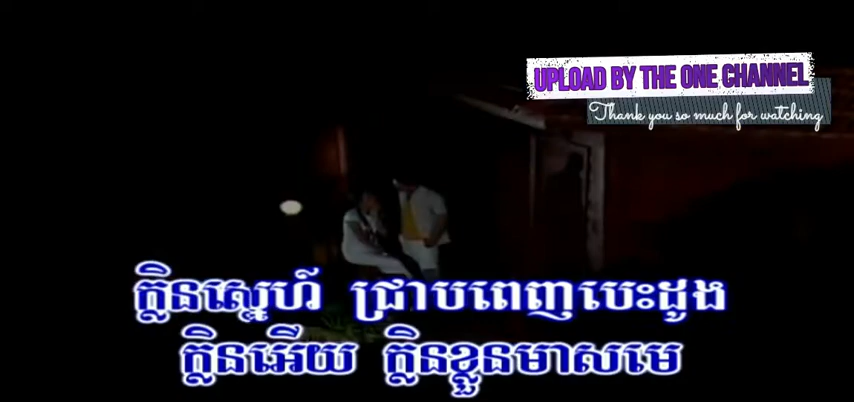 UPLOAD BY THE ONE CHANNEL
Thank you so much for watching
ក្លិនស្នេហ៍ ជ្រាបពេញបេះដូង
ក្លិនអើយ ក្លិនខ្លួនមាសមេ